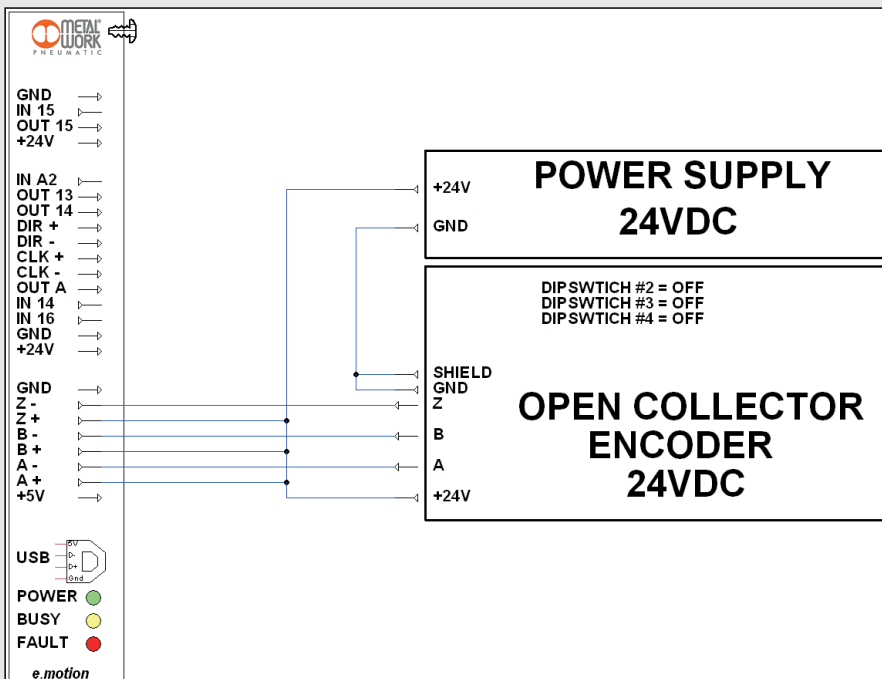 METAL
WORK
PNEUMATIC
GND
IN 15
OUT 15
+24V
IN A2
OUT 13
OUT 14
DIR +
DIR -
CLK +
CLK -
OUT A
IN 14
IN 16
GND
+24V
GND
Z -
Z +
B -
B +
A -
A +
+5V
USB
5V
D-
D+
Gnd
POWER
BUSY
FAULT
e.motion
POWER SUPPLY
24VDC
+24V
GND
DIPSWTICH #2 = OFF
DIPSWTICH #3 = OFF
DIPSWTICH #4 = OFF
SHIELD
GND
Z
B
A
+24V
OPEN COLLECTOR
ENCODER
24VDC